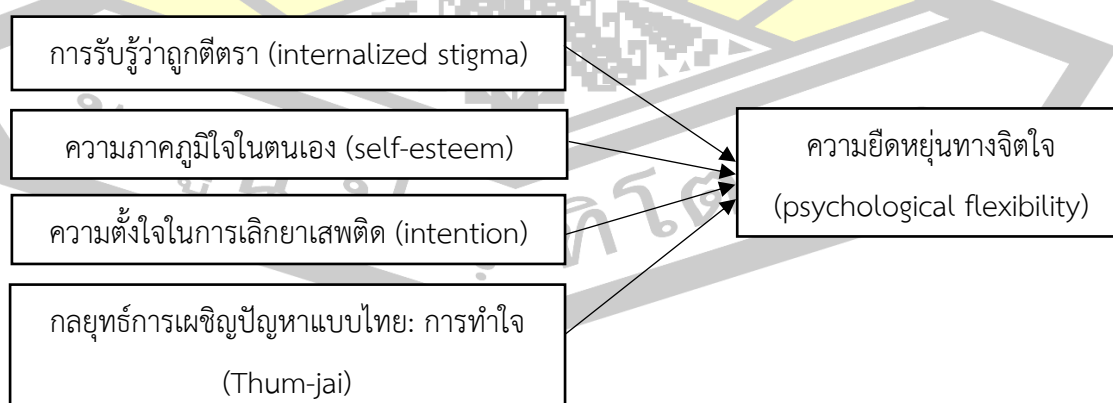 การรับรู้ว่าถูกตีตรา (internalized stigma)
ความภาคภูมิใจในตนเอง (self-esteem)
ความตั้งใจในการเลิกยาเสพติด (intention)
กลยุทธ์การเผชิญปัญหาแบบไทย: การทำใจ
(Thum-jai)
ความยืดหยุ่นทางจิตใจ
(psychological flexibility)